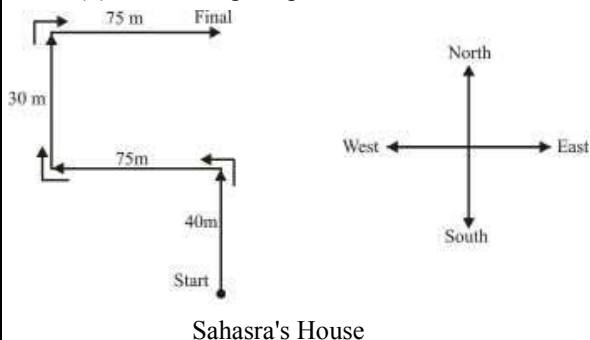 75 m Final
North
30 m
West East
75m
40m
South
Start
Sahasra's House